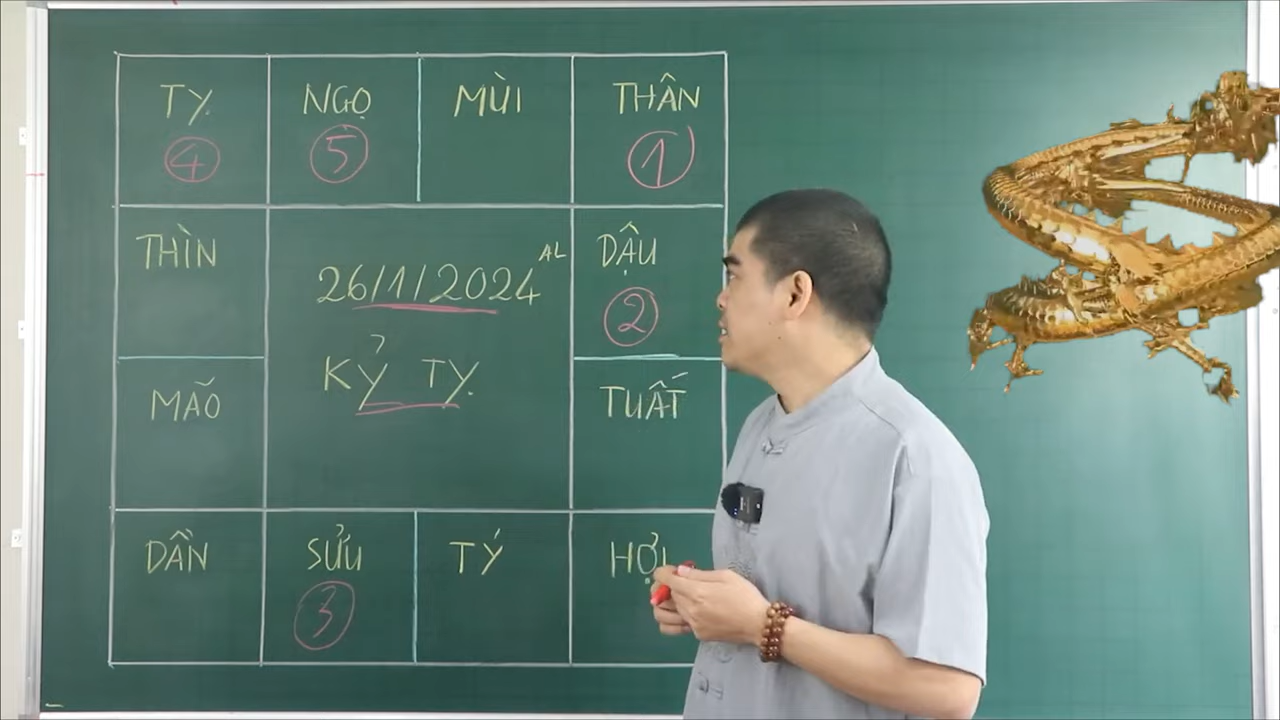 TỴ
④
NGỌ
⑤
MÙI
THÂN
①
THÌN
26/1/2024 AL
KỶ TỴ
DẬU
②
MÃO
TUẤT
DẦN
SỬU
③
TÝ
HỢI